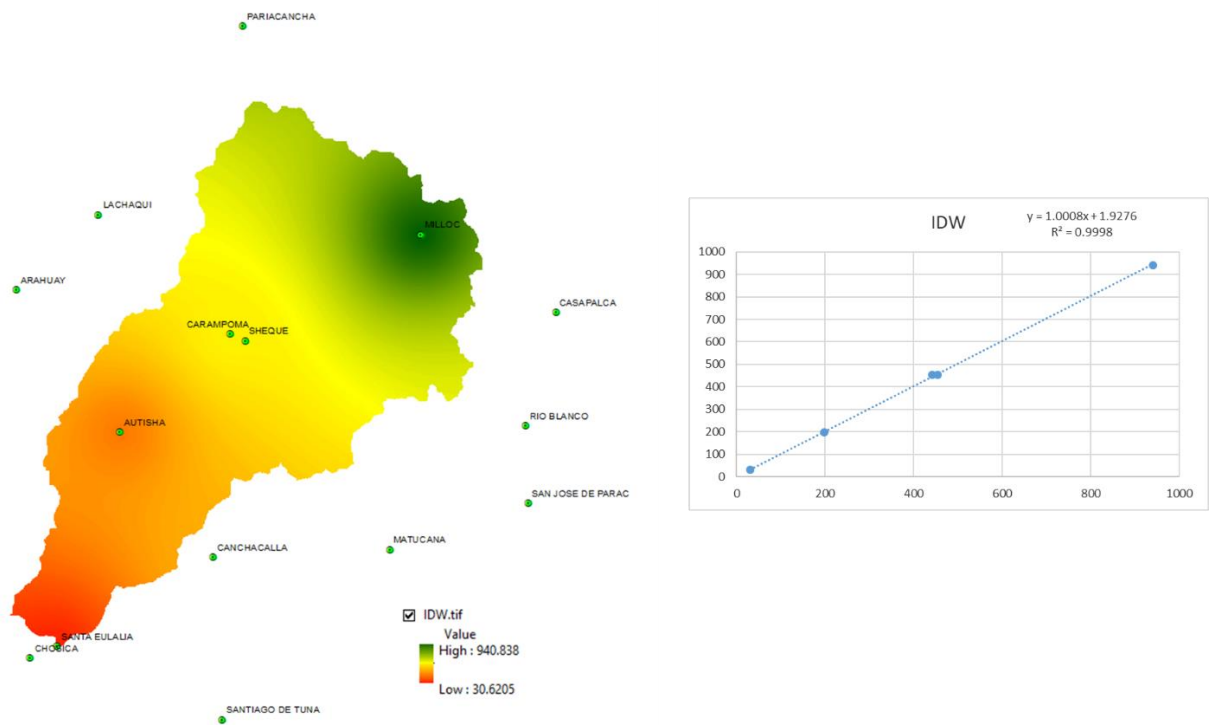 PARIACANCHA
LACHAQUI
MILLOC
ARAHUAY
CASAPALCA
CARAMPOMA
SHEQUE
AUTISHA
RIO BLANCO
SAN JOSE DE PARAC
CANCHACALLA
MATUCANA
SANTA EULALIA
CHOSICA
SANTIAGO DE TUNA
IDW.tif
Value
High : 940.838
Low : 30.6205
IDW
y = 1.0008x + 1.9276
R² = 0.9998
1000
900
800
700
600
500
400
300
200
100
0
0 200 400 600 800 1000